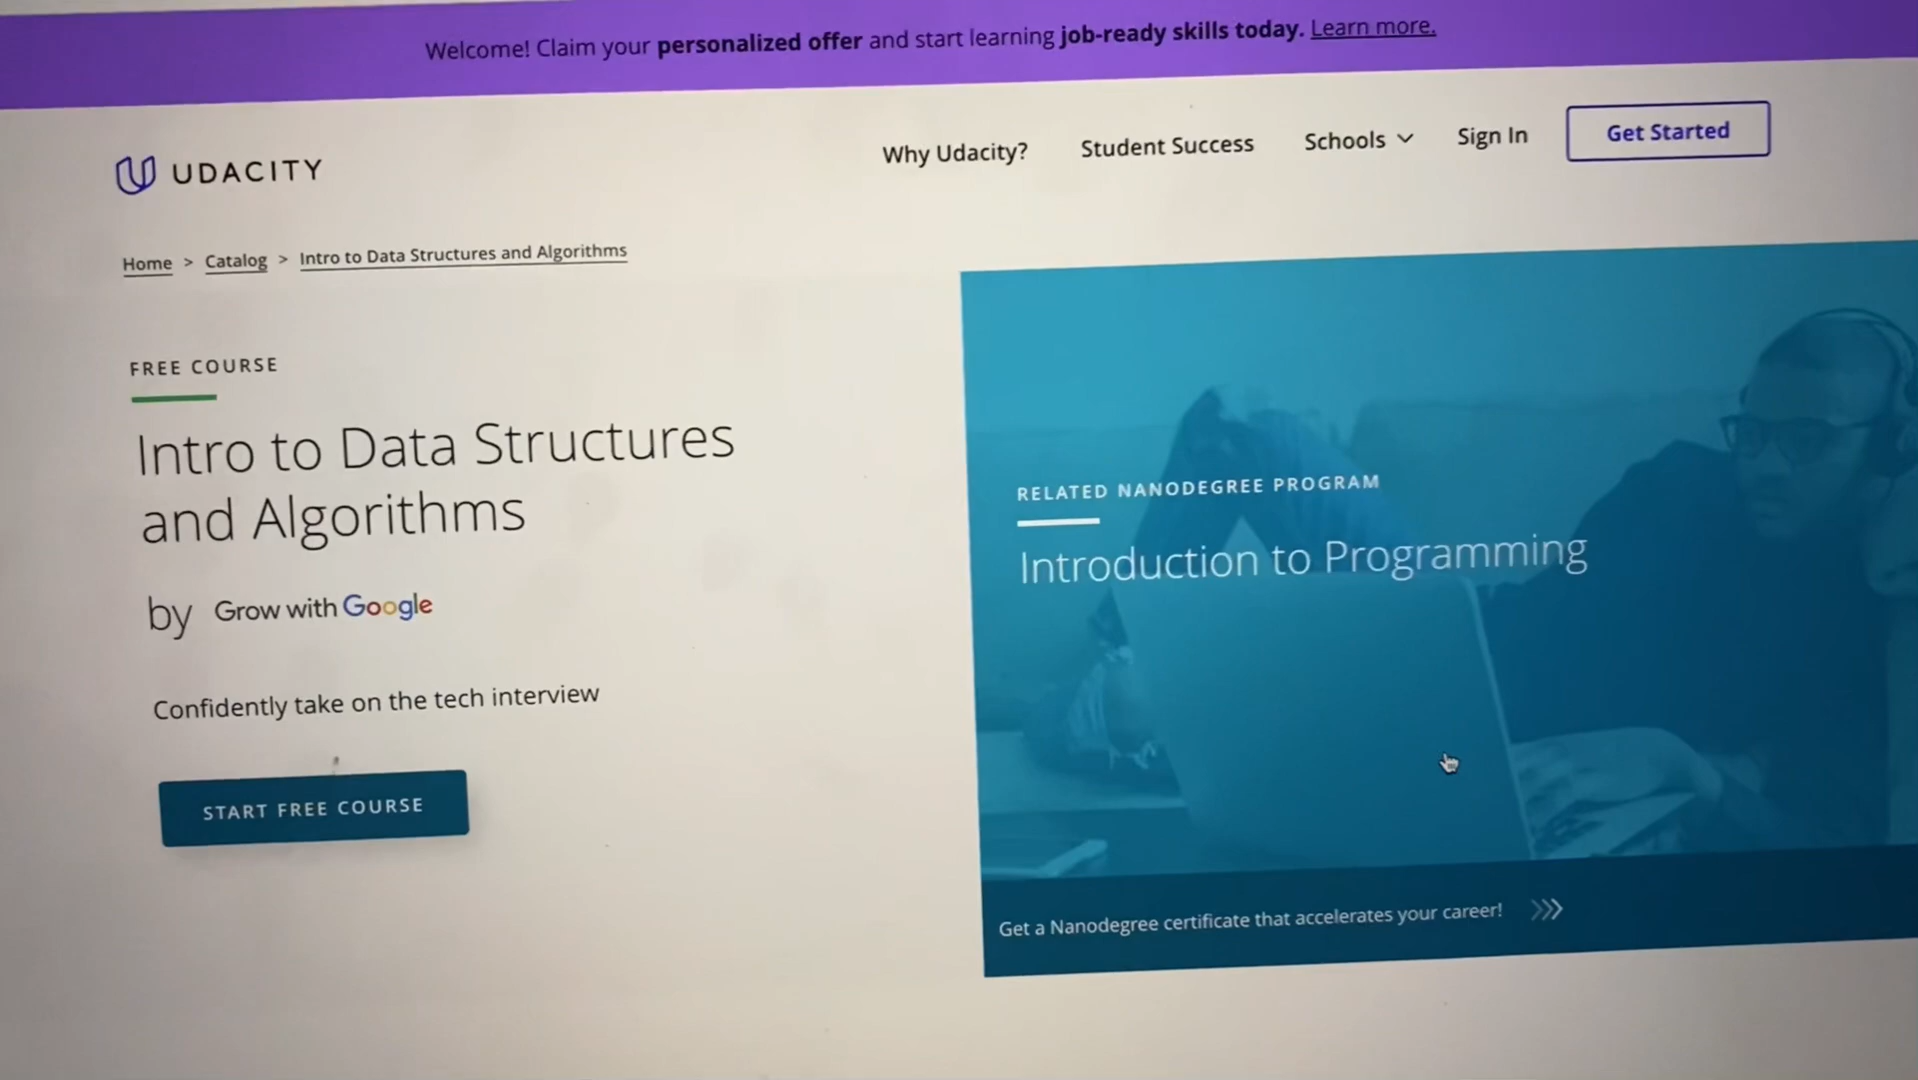 Welcome! Claim your personalized offer and start learning job-ready skills today. Learn more.
UDACITY
Why Udacity?
Student Success
Schools
Sign In
Get Started
Home > Catalog > Intro to Data Structures and Algorithms
FREE COURSE
Intro to Data Structures
and Algorithms
by Grow with Google
Confidently take on the tech interview
START FREE COURSE
RELATED NANODEGREE PROGRAM
Introduction to Programming
Get a Nanodegree certificate that accelerates your career!